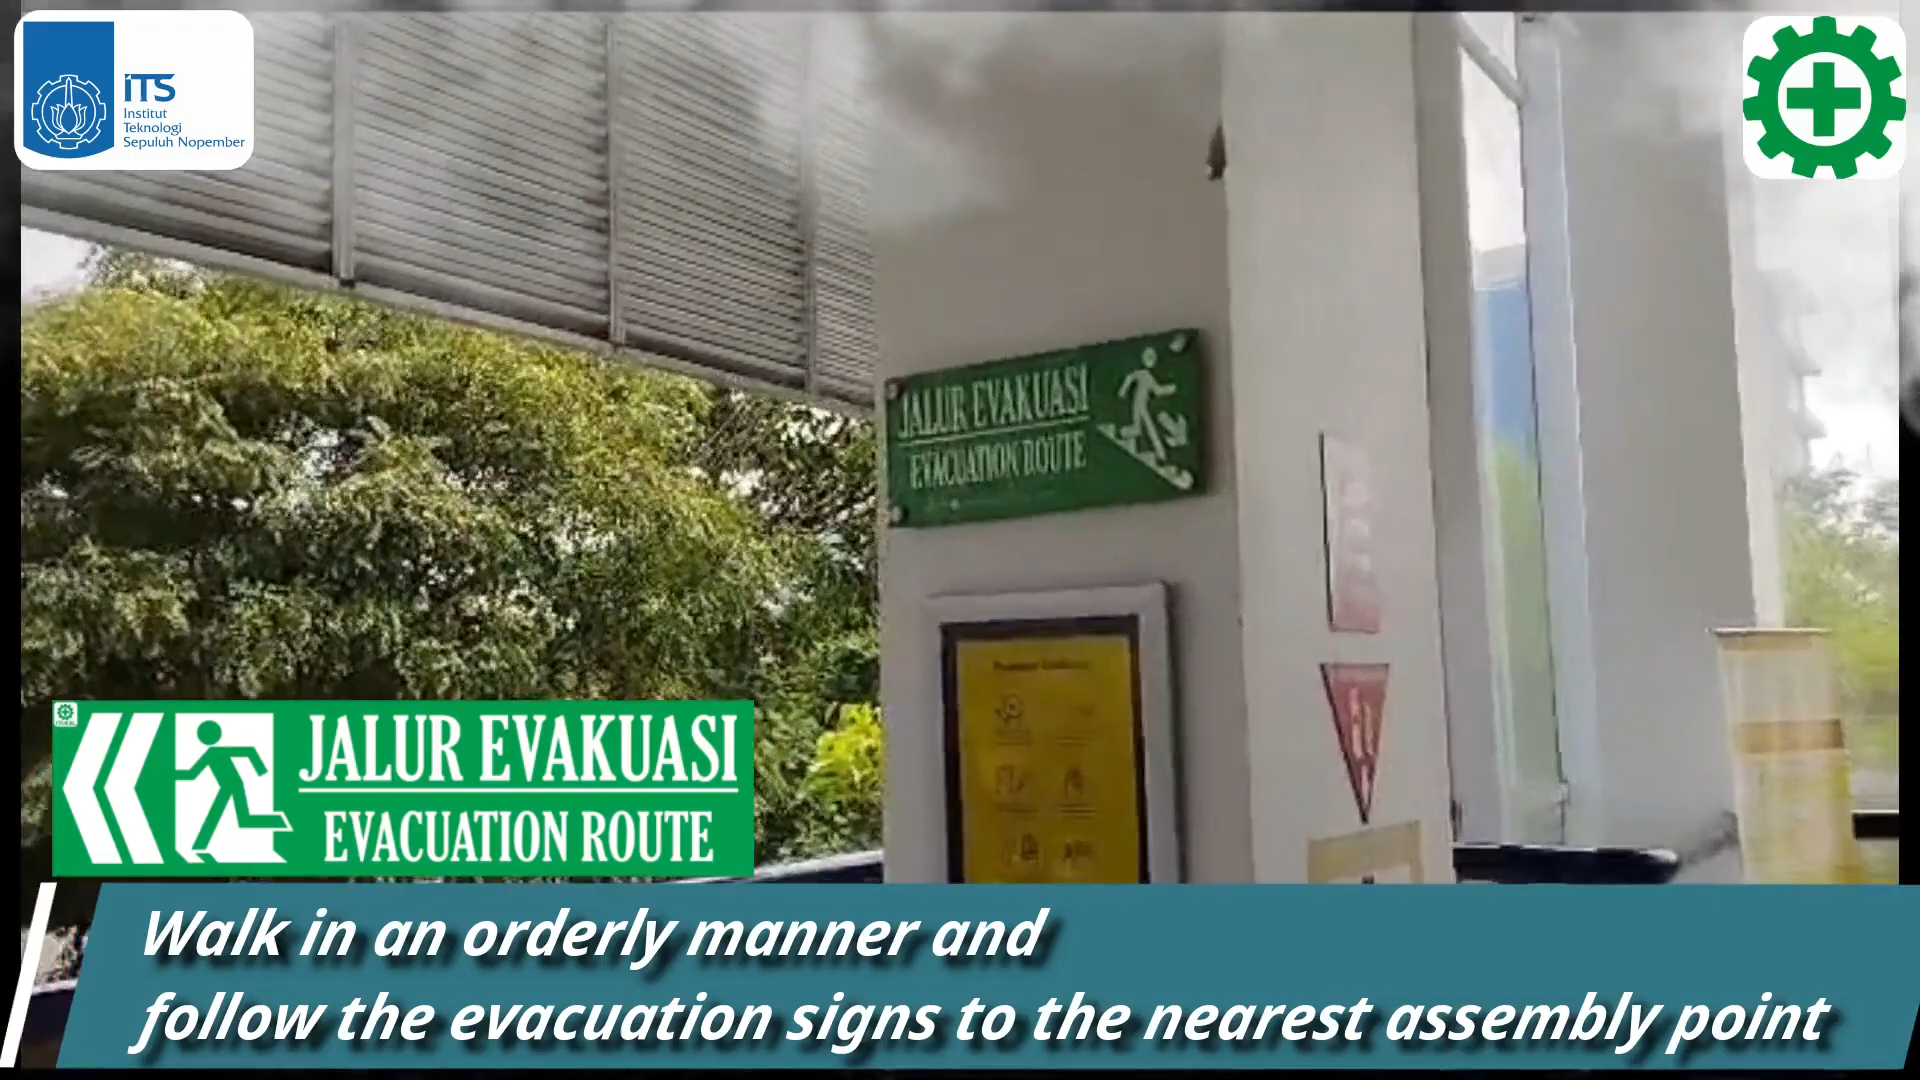 iTS
Institut
Teknologi
Sepuluh Nopember
JALUR EVAKUASI
EVACUATION ROUTE
JALUR EVAKUASI
EVACUATION ROUTE
Walk in an orderly manner and
follow the evacuation signs to the nearest assembly point